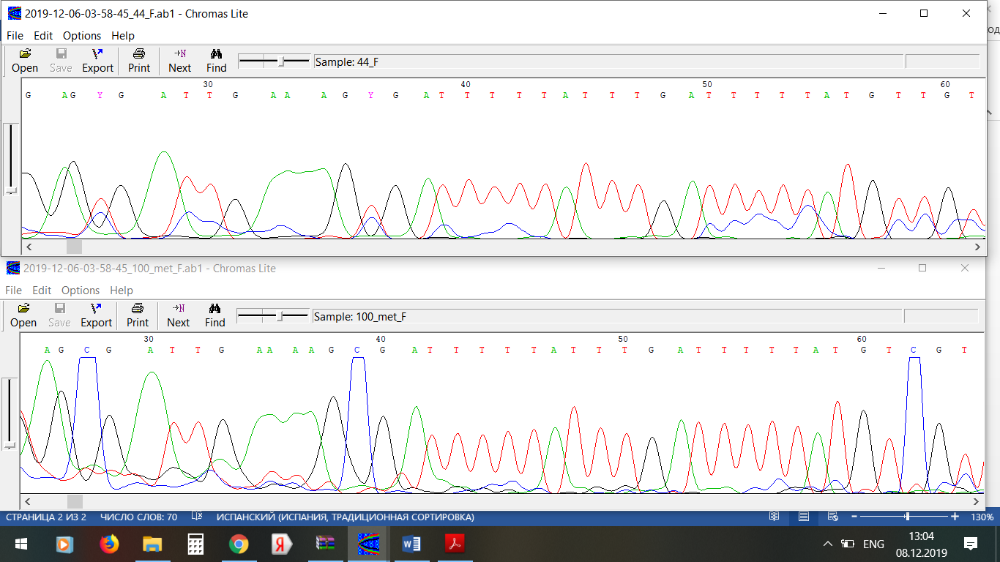 2019-12-06-03-58-45_44_F.ab1 - Chromas Lite
File Edit Options Help
Open Save Export Print Next Find Sample: 44_F
30 40 50 60
G A G Y G A T T G A A A G Y G A T T T T T A T T T G A T T T T T A T G T T G T
2019-12-06-03-58-45_100_met_F.ab1 - Chromas Lite
File Edit Options Help
Open Save Export Print Next Find Sample: 100_met_F
30 40 50 60
A G C G A T T G A A A A G C G A T T T T T A T T T G A T T T T T A T G T C G T
СТРАНИЦА 2 ИЗ 2 ЧИСЛО СЛОВ: 70 ИСПАНСКИЙ (ИСПАНИЯ, ТРАДИЦИОННАЯ СОРТИРОВКА) 130%
ENG 13:04
08.12.2019